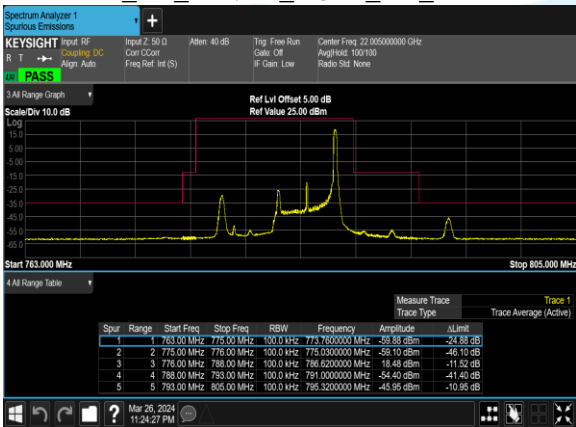 Spectrum Analyzer 1
Spurious Emissions
+
KEYSIGHT Input: RF Input Z: 50 Ω Atten: 40 dB Trig: Free Run Center Freq: 22.005000000 GHz
R T Coupling: DC Corr CCorr Gate: Off Avg|Hold: 100/100
Align: Auto Freq Ref: Int (S) IF Gain: Low Radio Std: None
PASS
3 All Range Graph
Ref Lvl Offset 5.00 dB
Scale/Div 10.0 dB Ref Value 25.00 dBm
Log
15.0
5.00
-5.00
-15.0
-25.0
-35.0
-45.0
-55.0
-65.0
Start 763.000 MHz Stop 805.000 MHz
4 All Range Table
Measure Trace Trace 1
Trace Type Trace Average (Active)
Spur Range Start Freq Stop Freq RBW Frequency Amplitude ΔLimit
1 1 763.00 MHz 775.00 MHz 100.0 kHz 773.7600000 MHz -59.88 dBm -24.88 dB
2 2 775.00 MHz 776.00 MHz 100.0 kHz 775.0300000 MHz -59.10 dBm -46.10 dB
3 3 776.00 MHz 788.00 MHz 100.0 kHz 786.6200000 MHz 18.48 dBm -11.52 dB
4 4 788.00 MHz 793.00 MHz 100.0 kHz 791.0000000 MHz -54.40 dBm -41.40 dB
5 5 793.00 MHz 805.00 MHz 100.0 kHz 795.3200000 MHz -45.95 dBm -10.95 dB
? Mar 26, 2024
11:24:27 PM